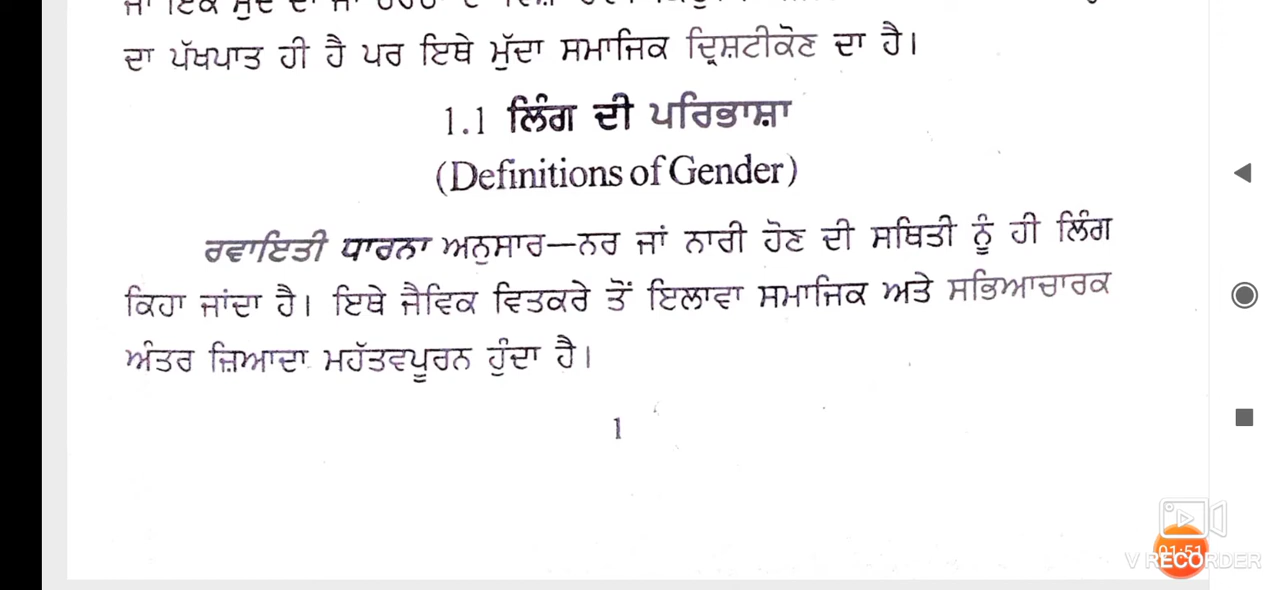 ਦਾ ਪੱਖਪਾਤ ਹੀ ਹੈ ਪਰ ਇਥੇ ਮੁੱਦਾ ਸਮਾਜਿਕ ਦ੍ਰਿਸ਼ਟੀਕੋਣ ਦਾ ਹੈ।
1.1 ਲਿੰਗ ਦੀ ਪਰਿਭਾਸ਼ਾ
(Definitions of Gender)
ਰਵਾਇਤੀ ਧਾਰਨਾ ਅਨੁਸਾਰ—ਨਰ ਜਾਂ ਨਾਰੀ ਹੋਣ ਦੀ ਸਥਿਤੀ ਨੂੰ ਹੀ ਲਿੰਗ
ਕਿਹਾ ਜਾਂਦਾ ਹੈ। ਇਥੇ ਜੈਵਿਕ ਵਿਤਕਰੇ ਤੋਂ ਇਲਾਵਾ ਸਮਾਜਿਕ ਅਤੇ ਸਭਿਆਚਾਰਕ
ਅੰਤਰ ਜ਼ਿਆਦਾ ਮਹੱਤਵਪੂਰਨ ਹੁੰਦਾ ਹੈ।
1
01:51
V RECORDER